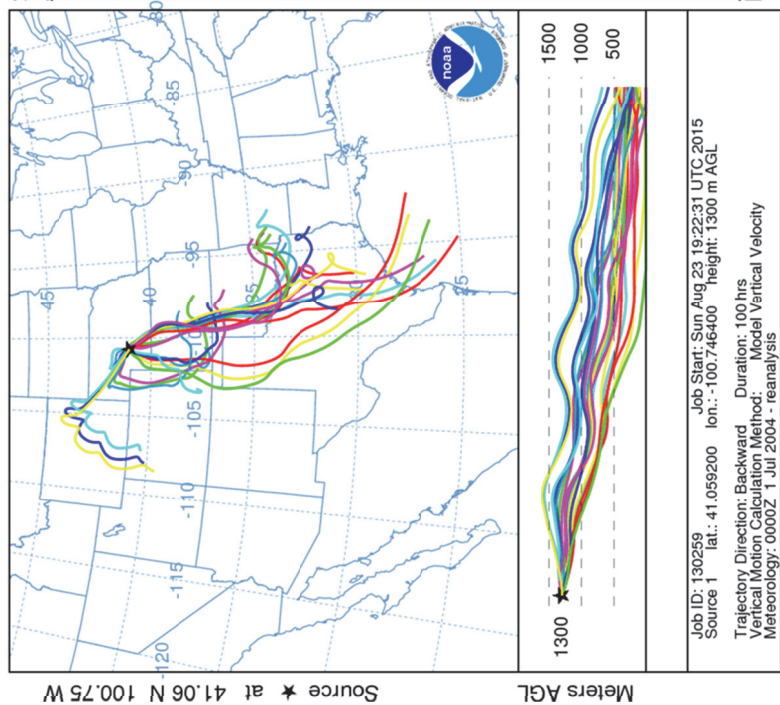 Source ★ at 41.06 N 100.75 W
-80
-85
-90
-95
45
40
35
30
25
-105
-110
-115
-120
noaa
Meters AGL
1300
1500
1000
500
Job ID: 130259 Job Start: Sun Aug 23 19:22:31 UTC 2015
Source 1 lat.: 41.059200 lon.: -100.746400 height: 1300 m AGL
Trajectory Direction: Backward Duration: 100 hrs
Vertical Motion Calculation Method: Model Vertical Velocity
Meteorology: 0000Z 1 Jul 2004 - reanalysis